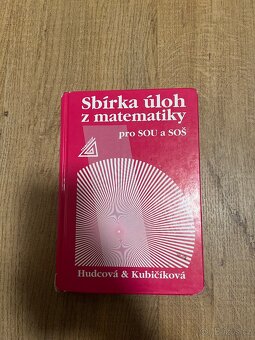 Sbírka úloh
z matematiky
pro SOU a SOŠ
Hudcová & Kubičíková